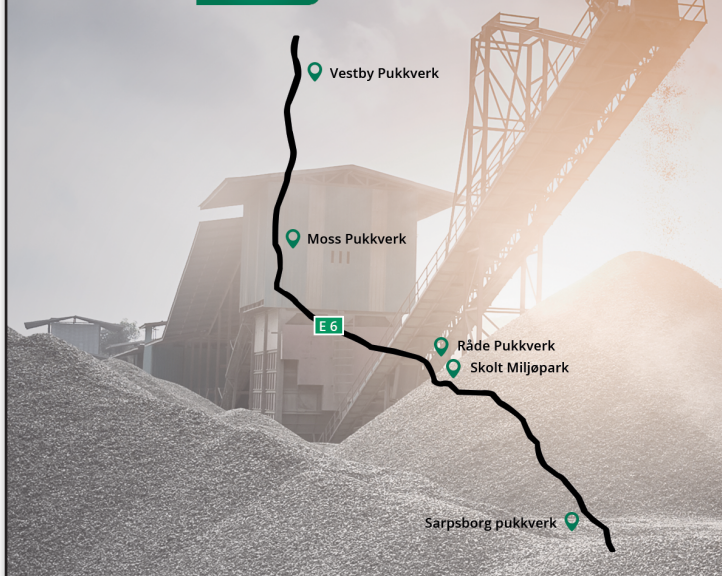 Vestby Pukkverk
Moss Pukkverk
E 6
Råde Pukkverk
Skolt Miljøpark
Sarpsborg pukkverk